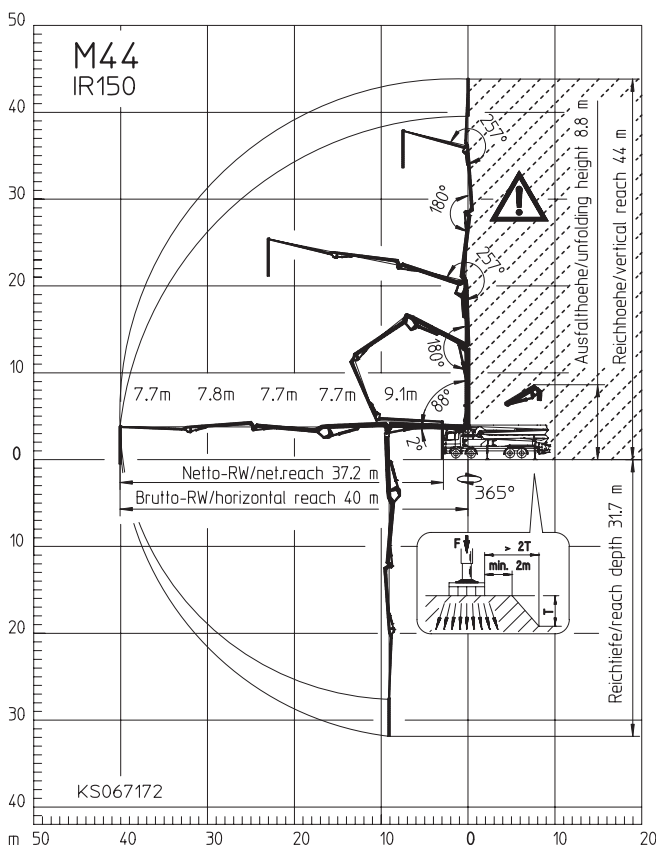 50
M44
IR150
40
257°
Ausfalthoehe/unfolding height 8.8 m
Reichhoehe/vertical reach 44 m
30
180°
257°
20
180°
10
7.7m 7.8m 7.7m 7.7m 9.1m
88°
2°
0
Netto-RW/net.reach 37.2 m
Brutto-RW/horizontal reach 40 m
365°
Reichtiefe/reach depth 31.7 m
10
F
> 2T
min. 2m
T
20
30
KS067172
40
m 50 40 30 20 10 0 10 20